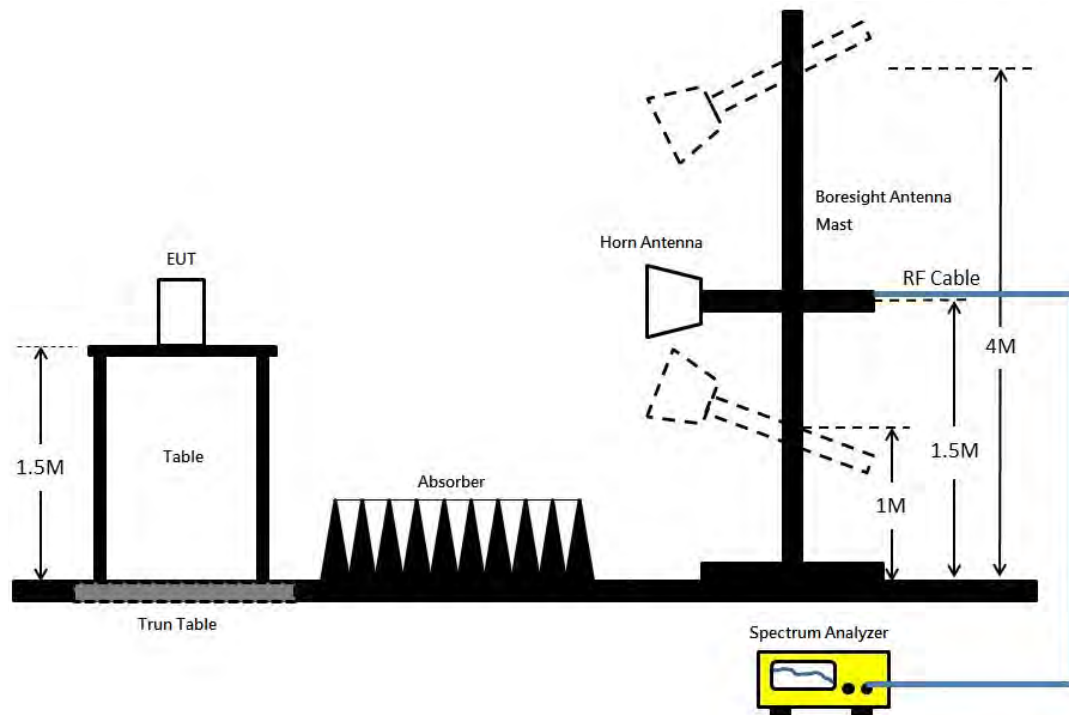 Boresight Antenna
Mast
Horn Antenna
EUT
RF Cable
4M
1.5M
Table
1.5M
Absorber
1M
Trun Table
Spectrum Analyzer